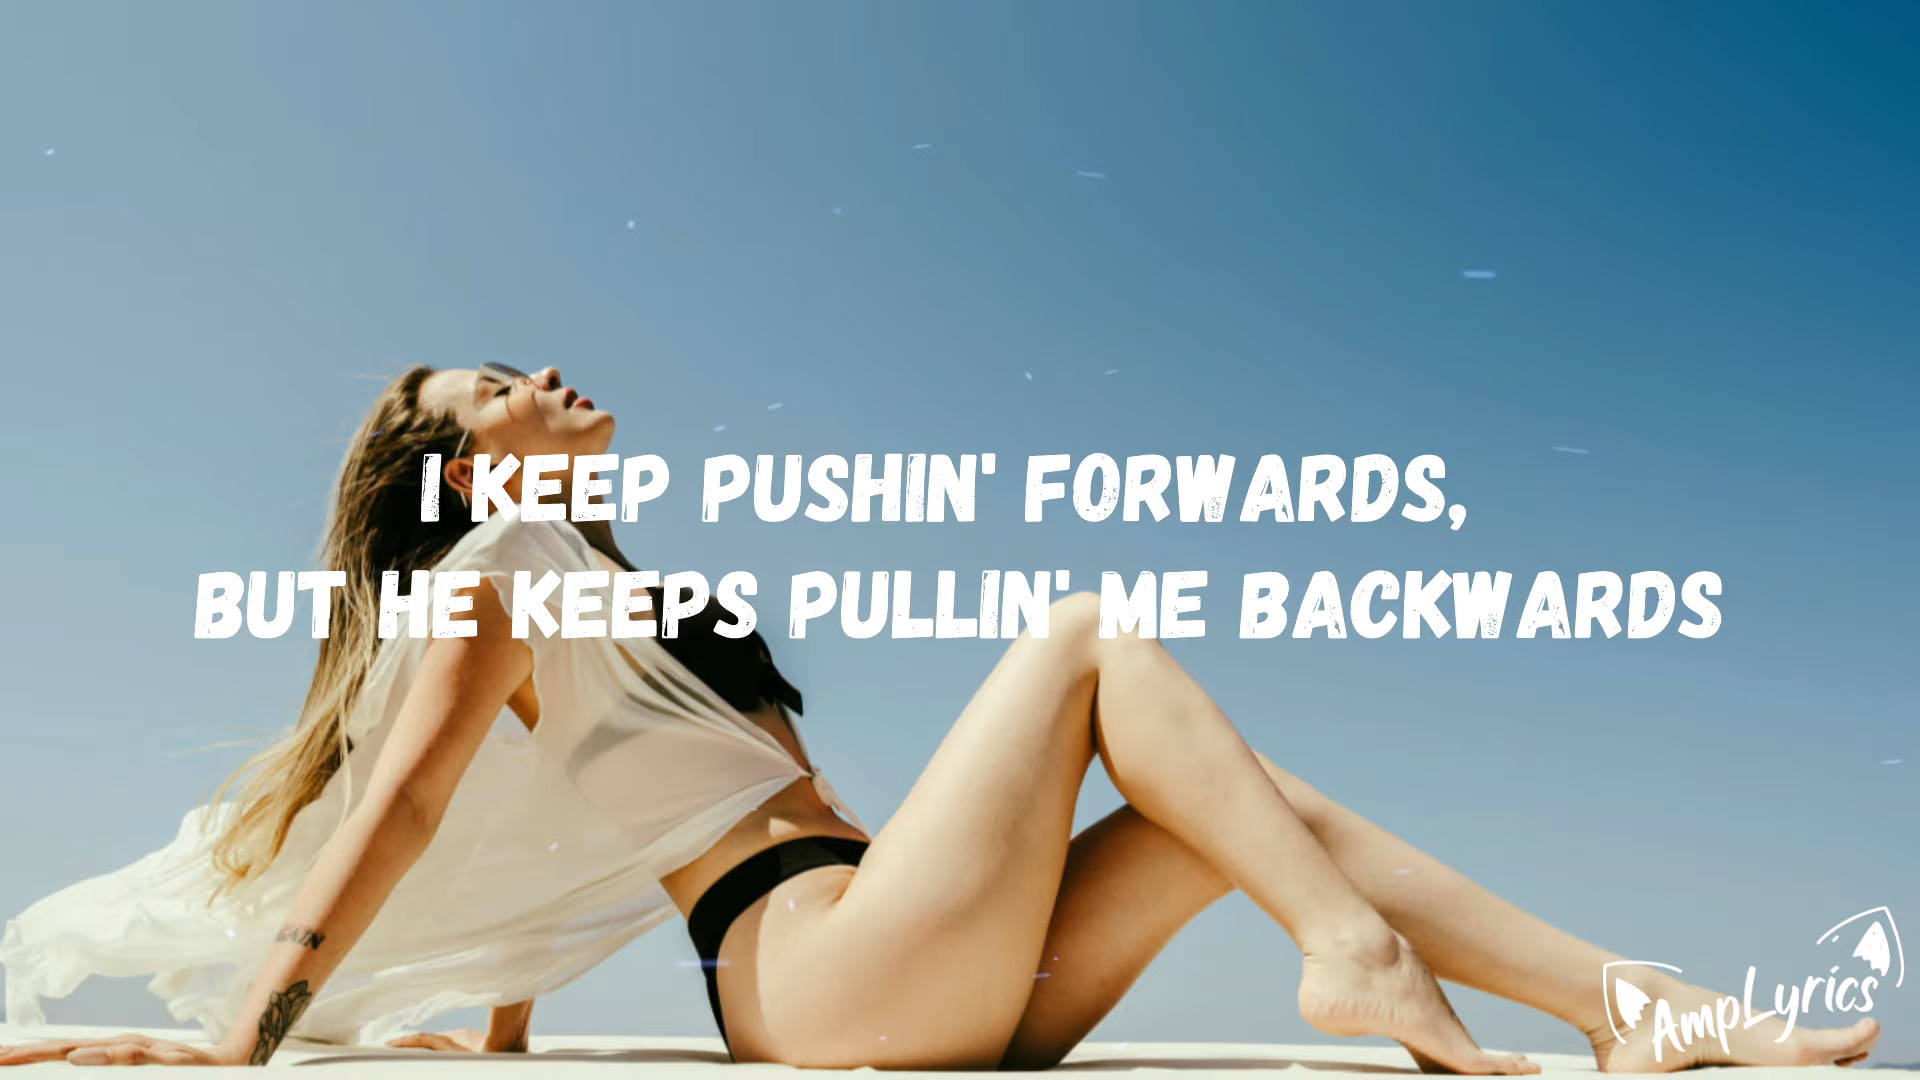 I KEEP PUSHIN' FORWARDS,
BUT HE KEEPS PULLIN' ME BACKWARDS
AmpLyrics